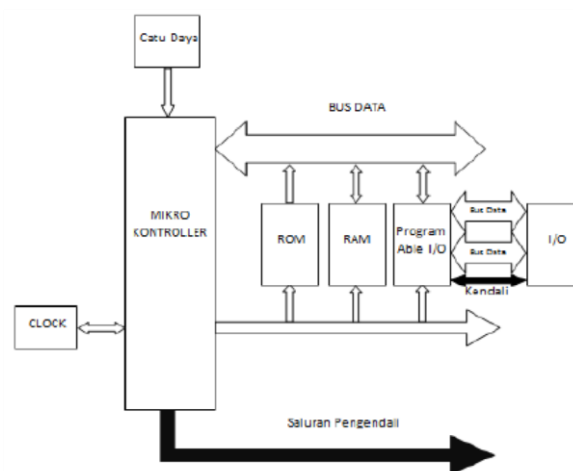 Catu Daya
BUS DATA
MIKRO
KONTROLLER
ROM
RAM
Program
Able I/O
Bus Data
Bus Data
I/O
Kendali
CLOCK
Saluran Pengendali